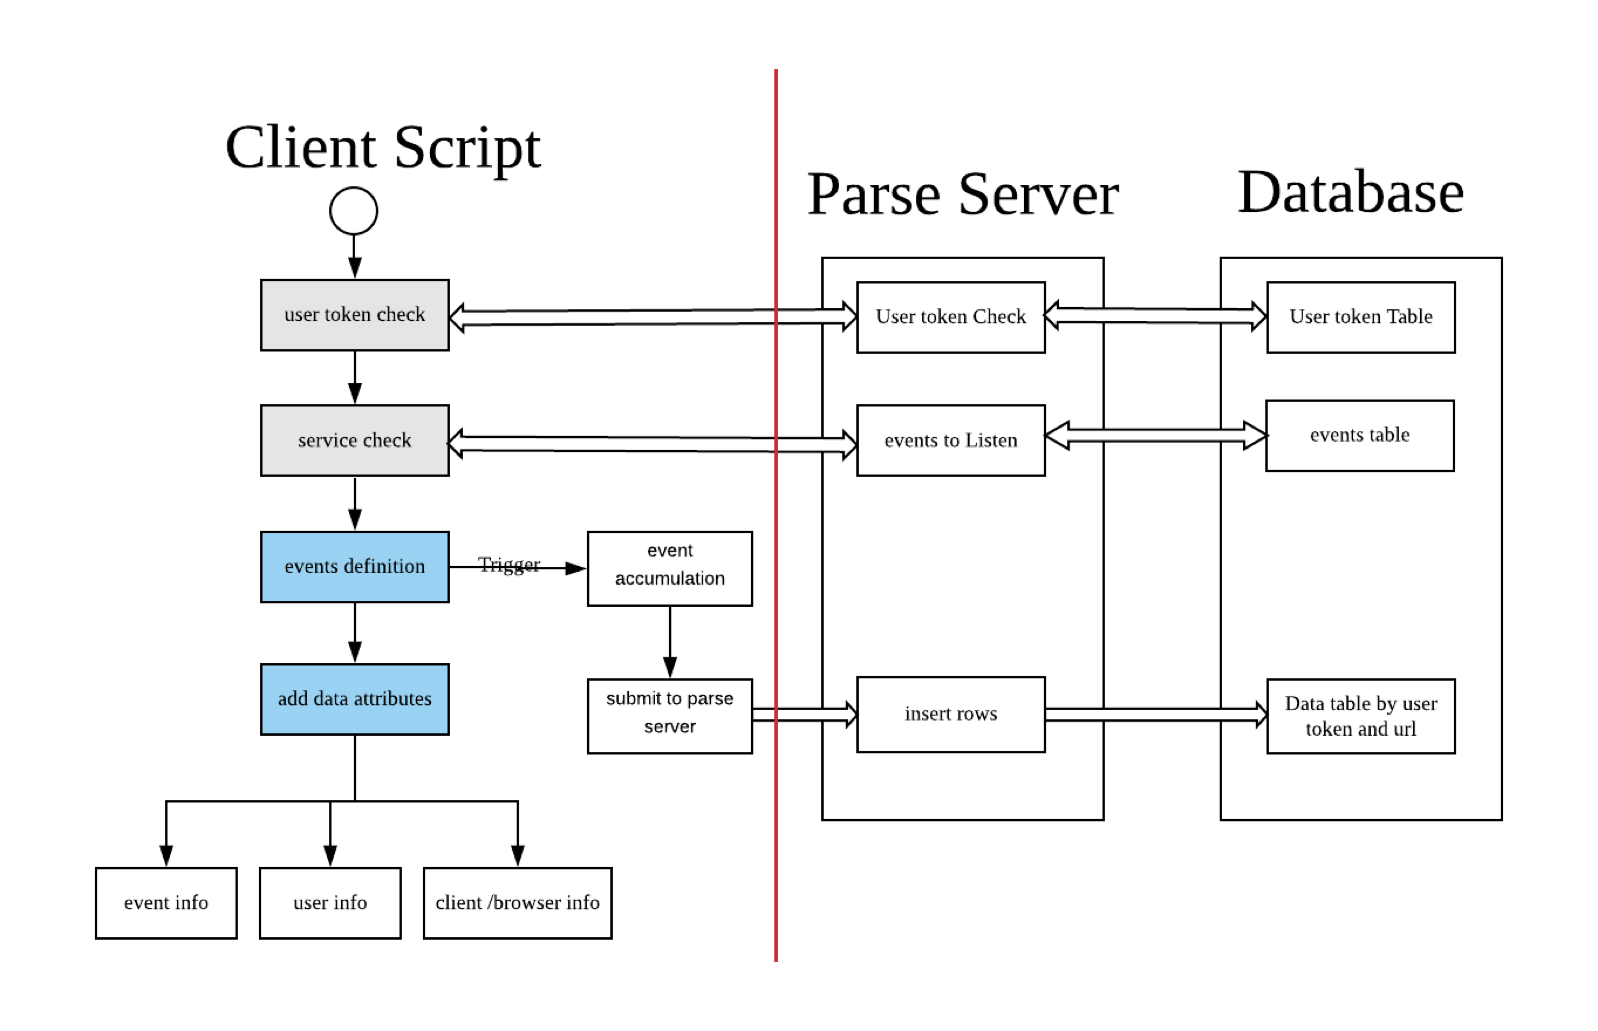 Client Script
Parse Server
Database
user token check
User token Check
User token Table
service check
events to Listen
events table
events definition
Trigger
event
accumulation
add data attributes
submit to parse
server
insert rows
Data table by user
token and url
event info
user info
client /browser info